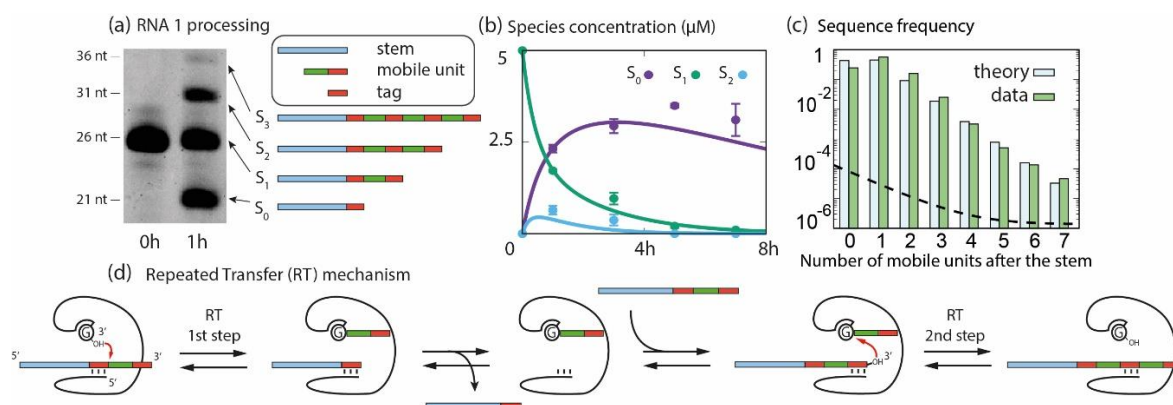 (a) RNA 1 processing
36 nt
31 nt
26 nt
21 nt
0h 1h
stem
mobile unit
tag
S3
S2
S1
S0
(b) Species concentration (μM)
5
2.5
0
4h
8h
S0 S1 S2
(c) Sequence frequency
1
10-2
10-4
10-6
theory
data
0 1 2 3 4 5 6 7
Number of mobile units after the stem
(d) Repeated Transfer (RT) mechanism
G
3'
OH
5'
3'
5'
RT
1st step
G
G
G
OH
3'
RT
2nd step
G
OH